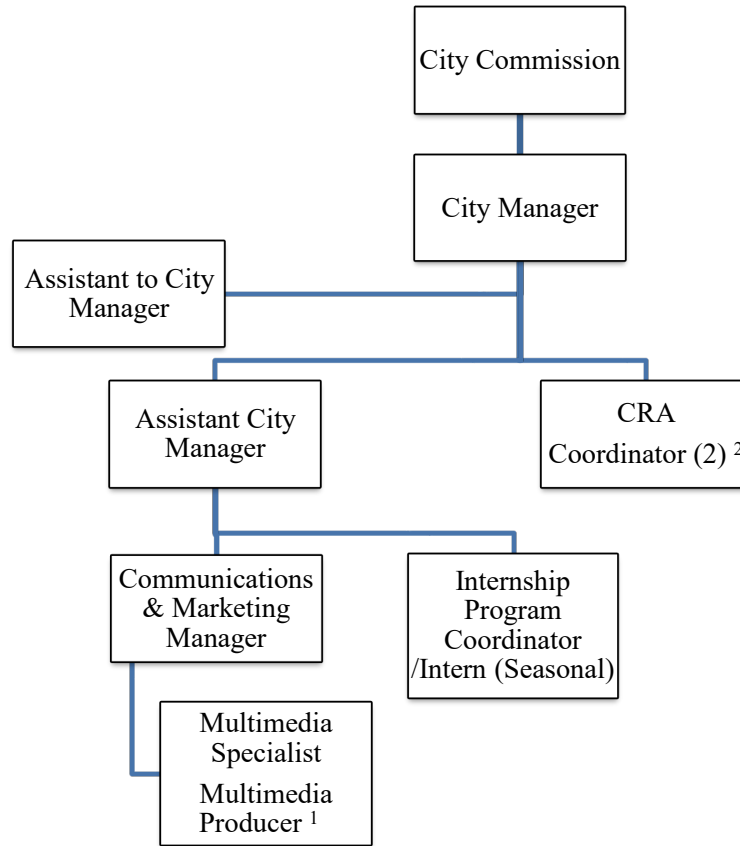 City Commission
City Manager
Assistant to City
Manager
Assistant City
Manager
CRA
Coordinator (2) ²
Communications
& Marketing
Manager
Internship
Program
Coordinator
/Intern (Seasonal)
Multimedia
Specialist
Multimedia
Producer ¹